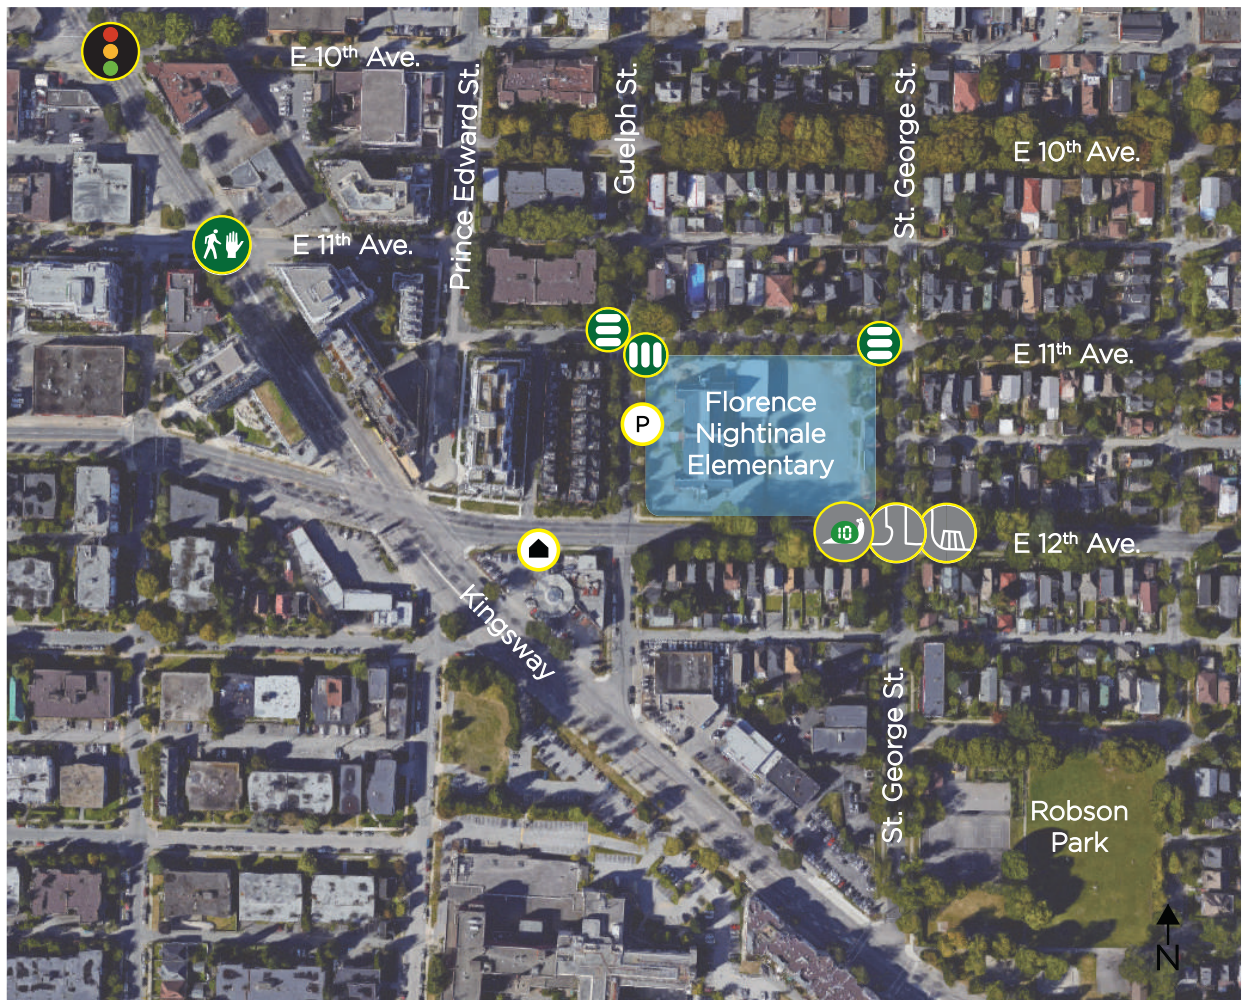 E 10th Ave.
Prince Edward St.
Guelph St.
St. George St.
E 10th Ave.
E 11th Ave.
E 11th Ave.
P
Florence
Nightinale
Elementary
10
E 12th Ave.
Kingsway
St. George St.
Robson
Park
N